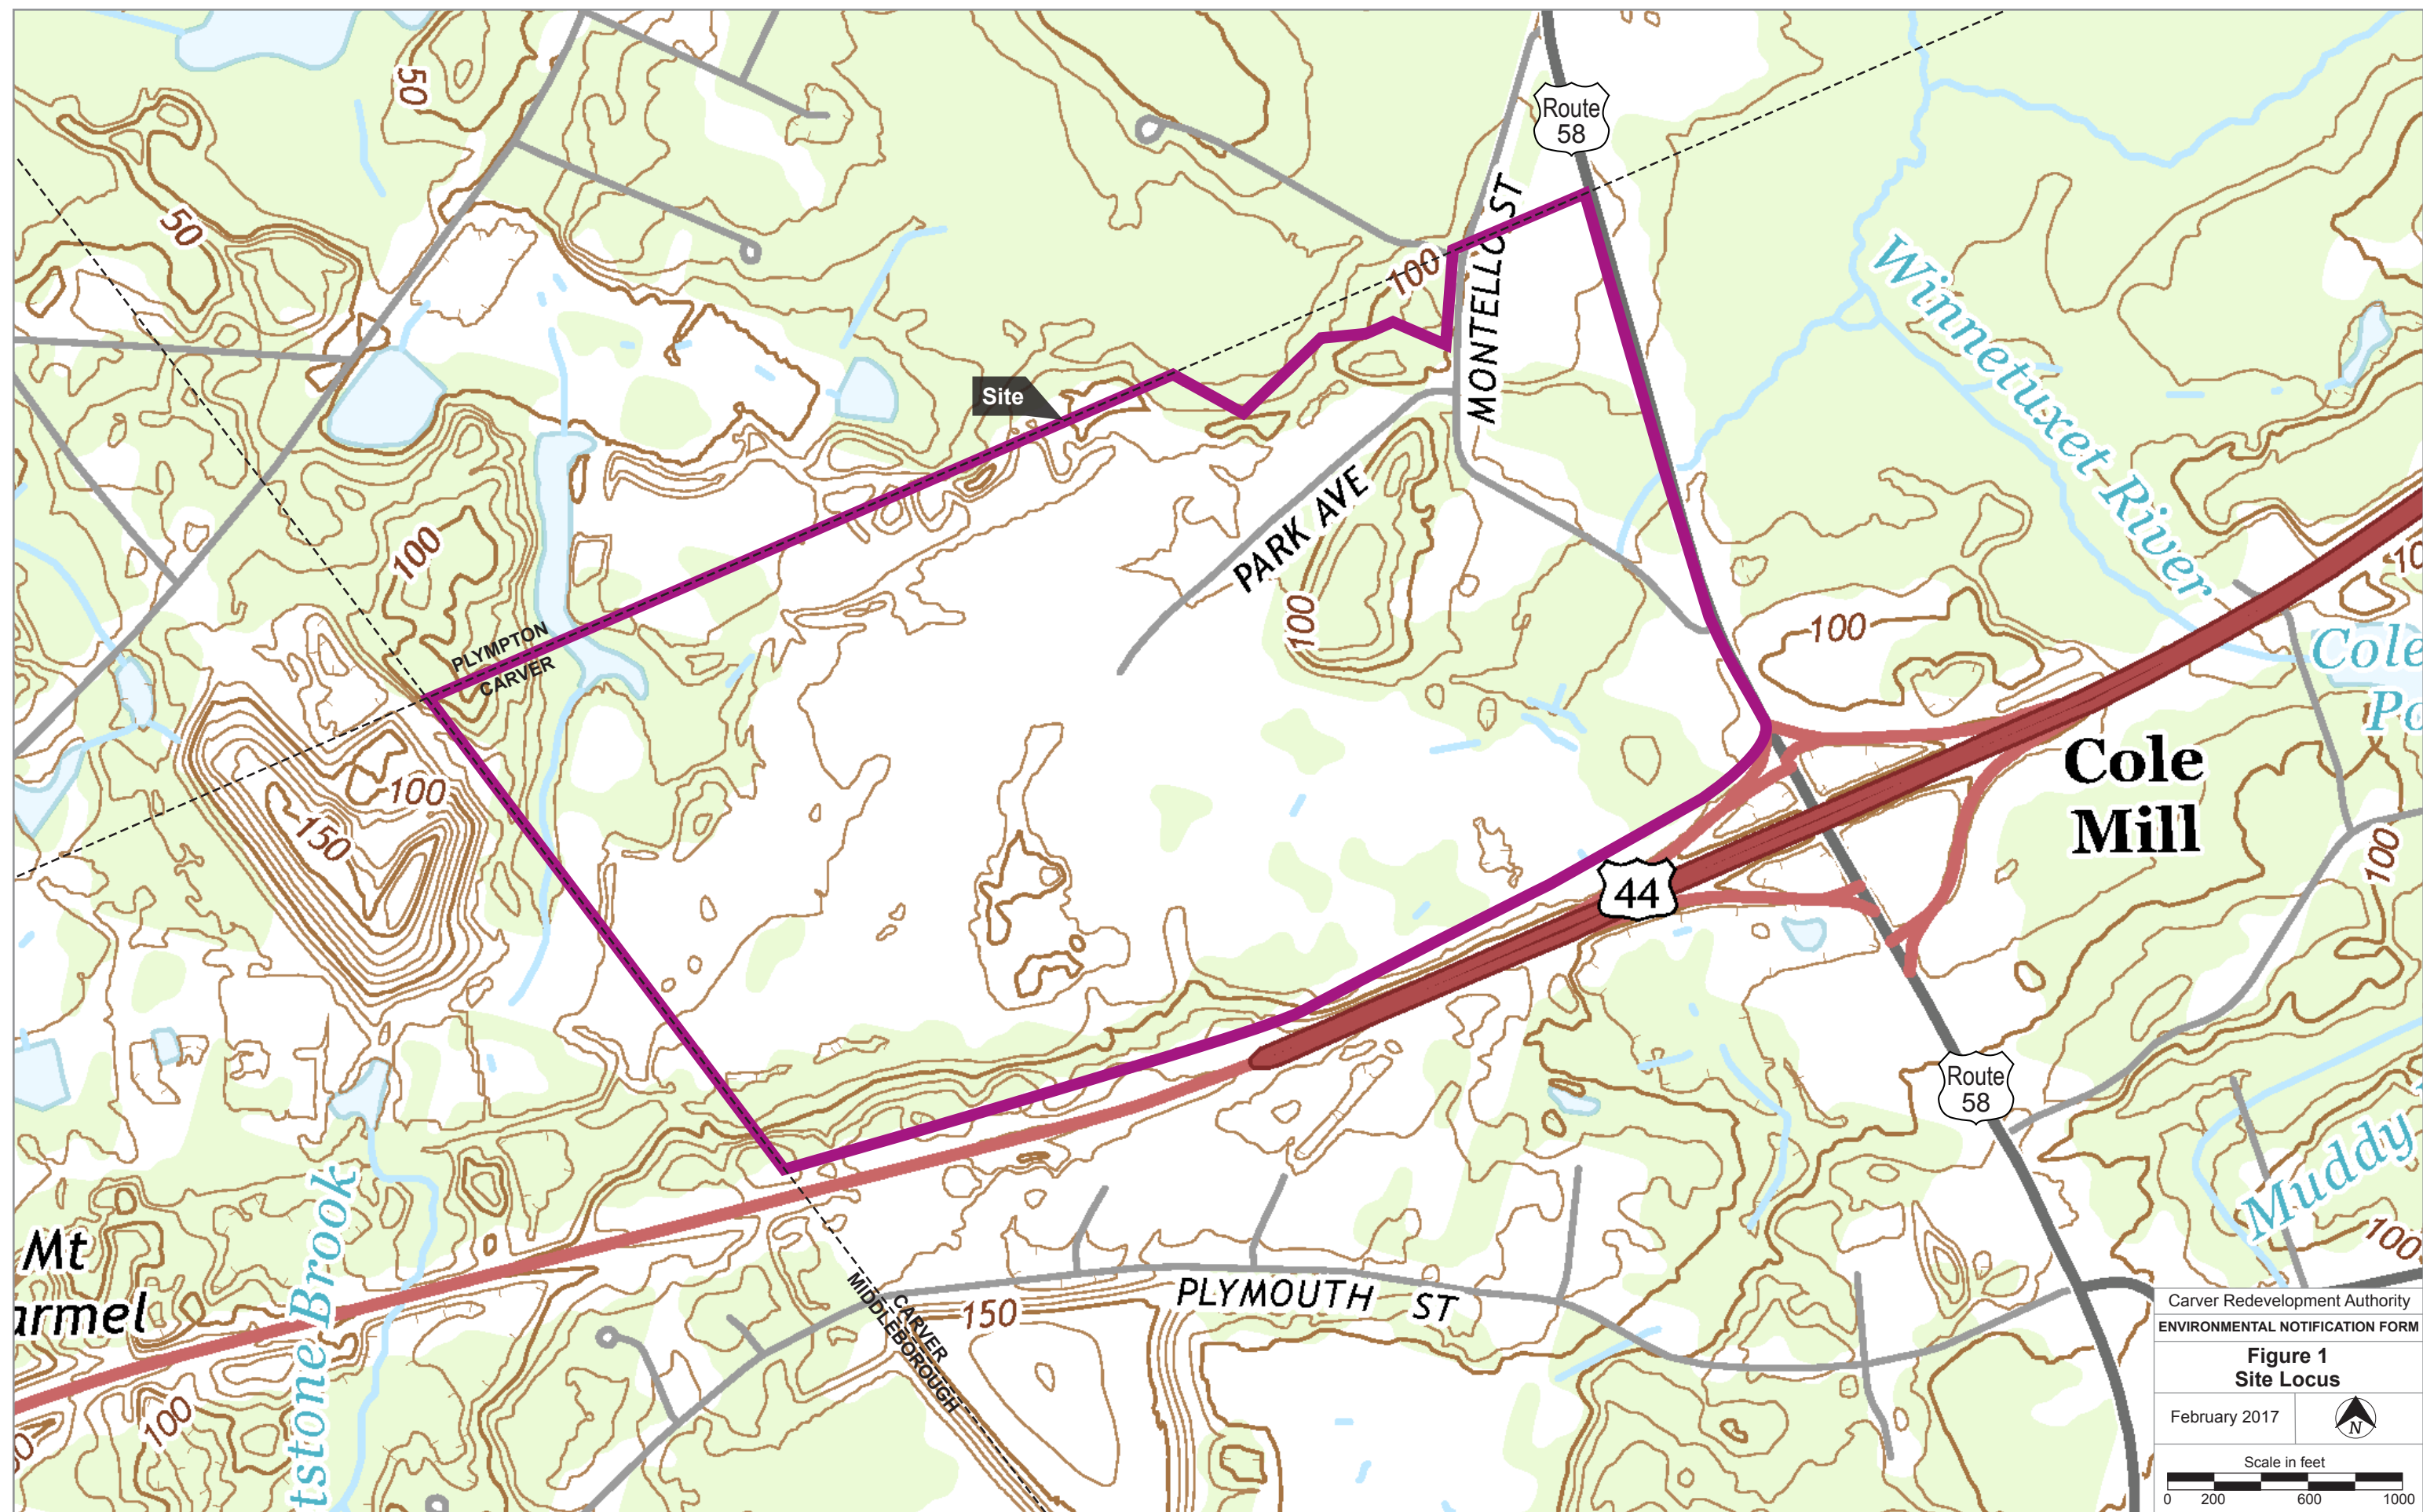 50
50
Route
58
100
MONTELLO ST
Winnetuxet River
Site
PARK AVE
100
100
100
10
PLYMPTON
CARVER
Cole
Po
100
150
Cole
Mill
44
100
Route
58
Muddy
100
Mt
armel
tstone Brook
100
PLYMOUTH ST
150
CARVER
MIDDLEBOROUGH
Carver Redevelopment Authority
ENVIRONMENTAL NOTIFICATION FORM
Figure 1
Site Locus
February 2017
N
Scale in feet
0 200 600 1000